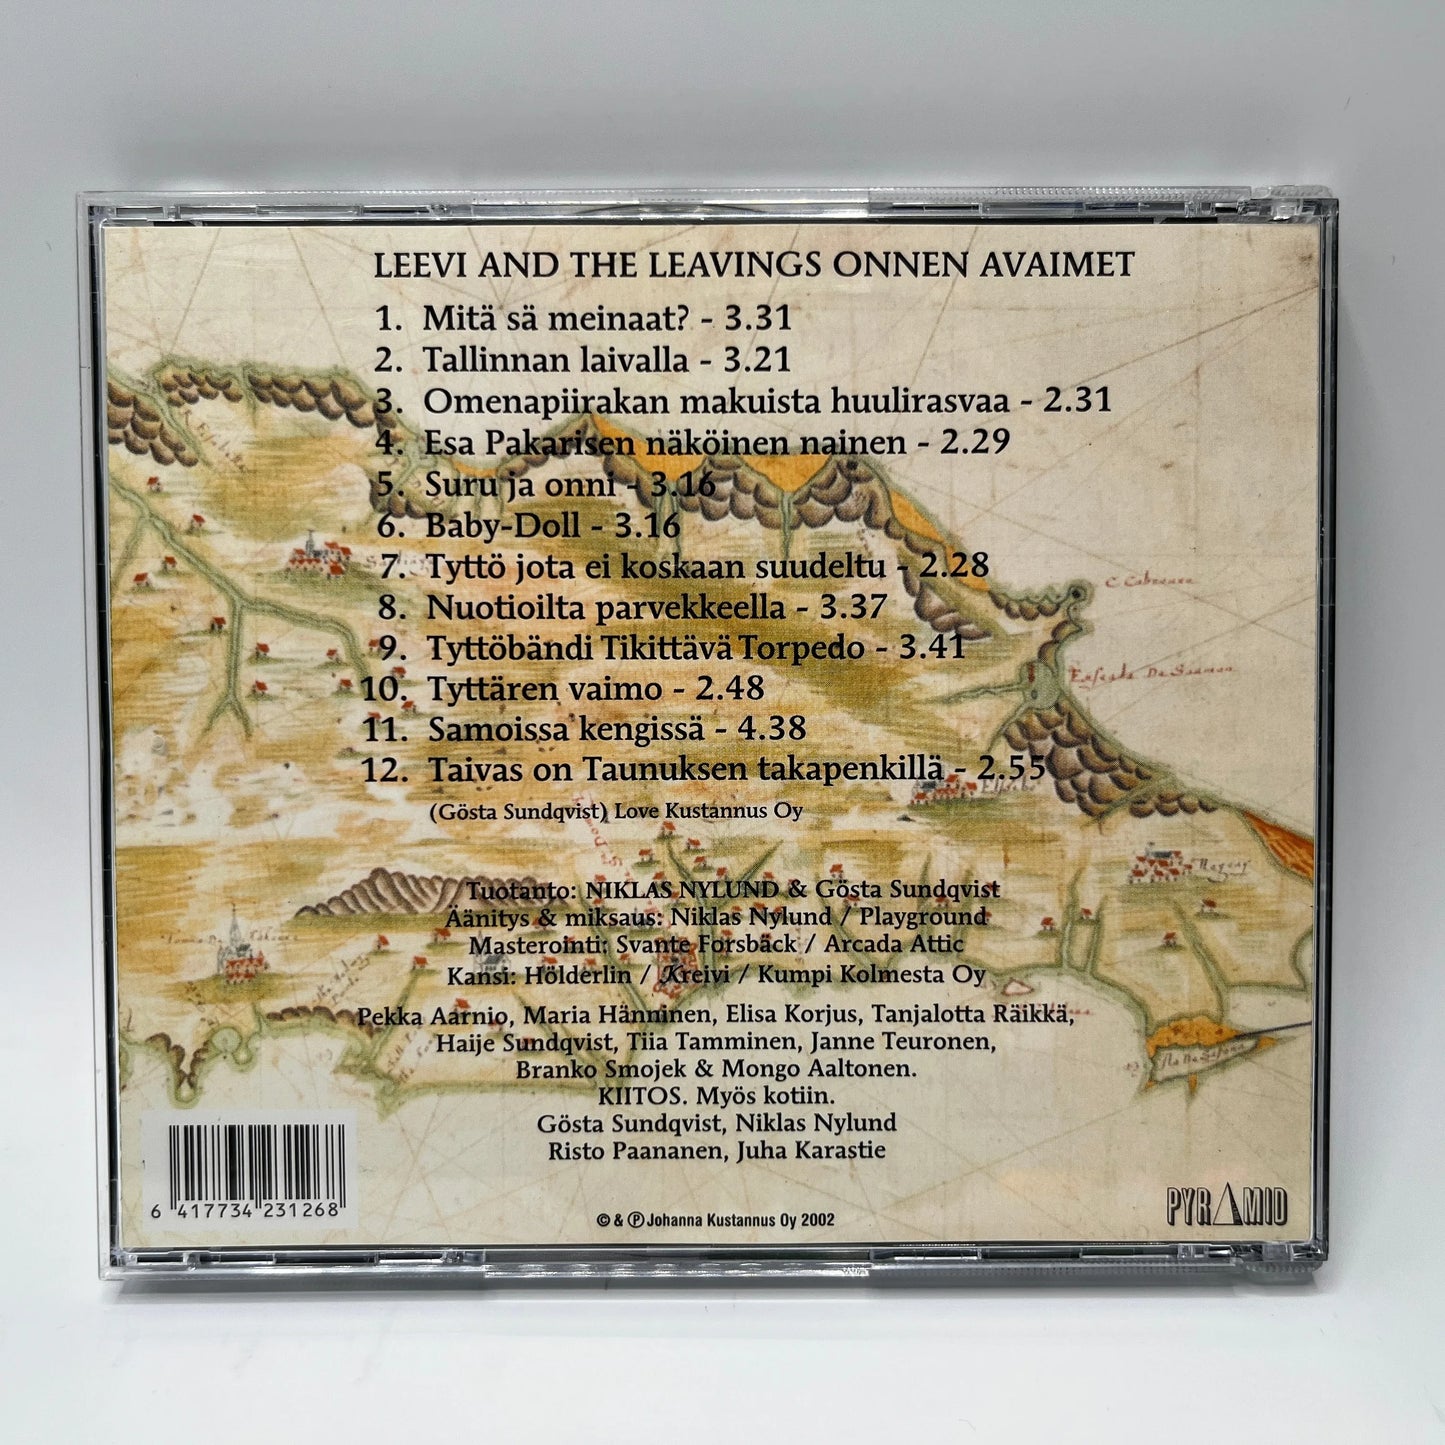 LEEVI AND THE LEAVINGS ONNEN AVAIMET
1. Mitä sä meinaat? - 3.31
2. Tallinnan laivalla - 3.21
3. Omenapiirakan makuista huulirasvaa - 2.31
4. Esa Pakarisen näköinen nainen - 2.29
5. Suru ja onni - 3.16
6. Baby-Doll - 3.16
7. Tyttö jota ei koskaan suudeltu - 2.28
8. Nuotioilta parvekkeella - 3.37
9. Tyttöbändi Tikittävä Torpedo - 3.41
10. Tyttären vaimo - 2.48
11. Samoissa kengissä - 4.38
12. Taivas on Taunuksen takapenkillä - 2.55
(Gösta Sundqvist) Love Kustannus Oy
Tuotanto: NIKLAS NYLUND & Gösta Sundqvist
Äänitys & miksaus: Niklas Nylund / Playground
Masterointi: Svante Forsbäck / Arcada Attic
Kansi: Hölderlin / Kreivi / Kumpi Kolmesta Oy
Pekka Aarnio, Maria Hänninen, Elisa Korjus, Tanjalotta Räikkä,
Haije Sundqvist, Tiia Tamminen, Janne Teuronen,
Branko Smojek & Mongo Aaltonen.
KIITOS. Myös kotiin.
Gösta Sundqvist, Niklas Nylund
Risto Paananen, Juha Karastie
6 417734 231268
© & ℗ Johanna Kustannus Oy 2002
PYRAMID